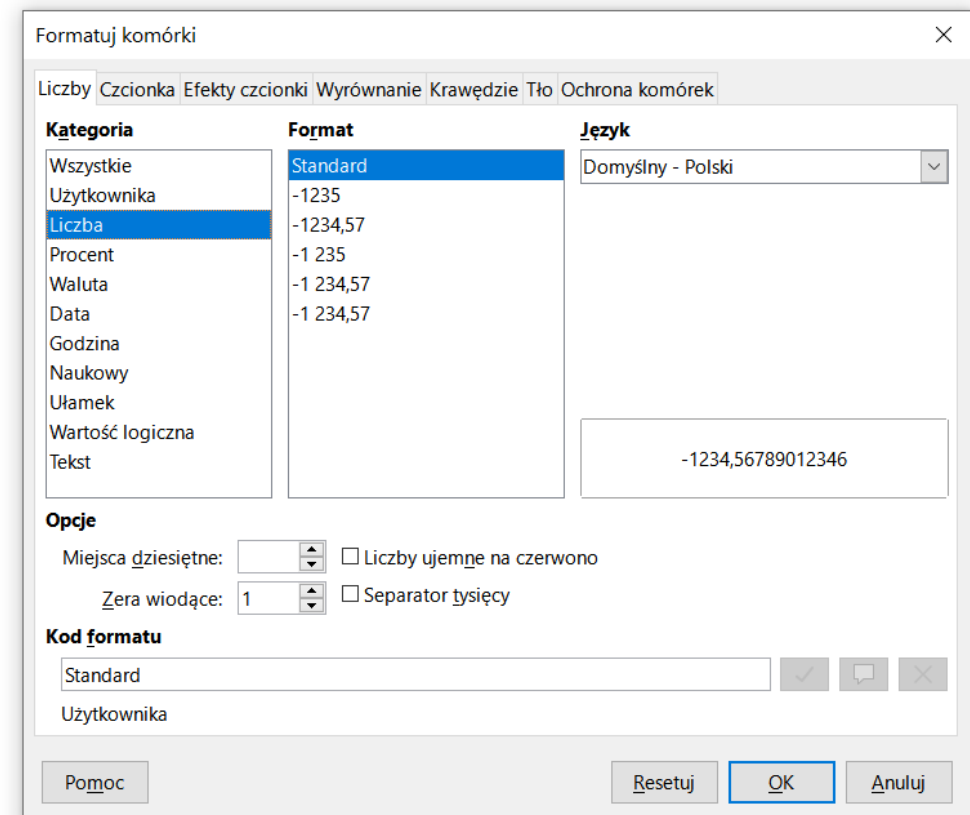 Formatuj komórki
Liczby Czcionka Efekty czcionki Wyrównanie Krawędzie Tło Ochrona komórek
Kategoria
Wszystkie
Użytkownika
Liczba
Procent
Waluta
Data
Godzina
Naukowy
Ułamek
Wartość logiczna
Tekst
Format
Standard
-1235
-1234,57
-1 235
-1 234,57
-1 234,57
Język
Domyślny - Polski
-1234,56789012346
Opcje
Miejsca dziesiętne:
Liczby ujemne na czerwono
Zera wiodące: 1
Separator tysięcy
Kod formatu
Standard
Użytkownika
Pomoc Resetuj OK Anuluj